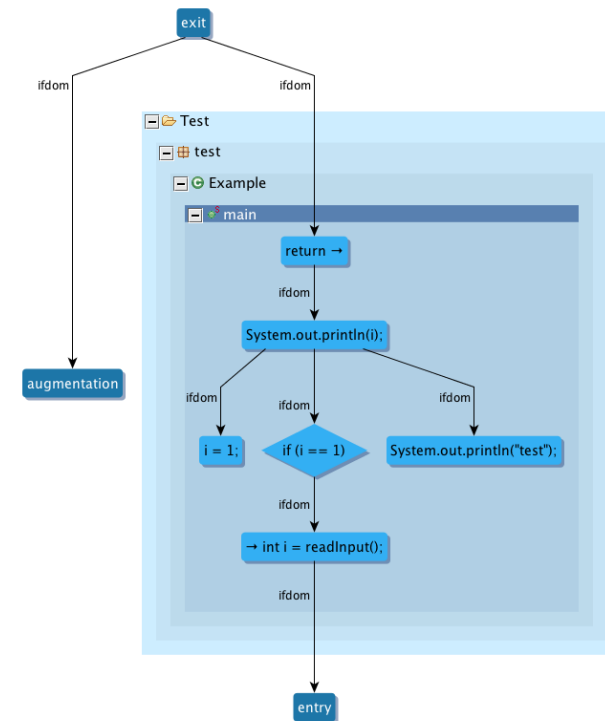 exit
ifdom
ifdom
Test
test
Example
main
return →
ifdom
System.out.println(i);
augmentation
ifdom
ifdom
ifdom
i = 1;
if (i == 1)
System.out.println("test");
ifdom
→ int i = readInput();
ifdom
entry